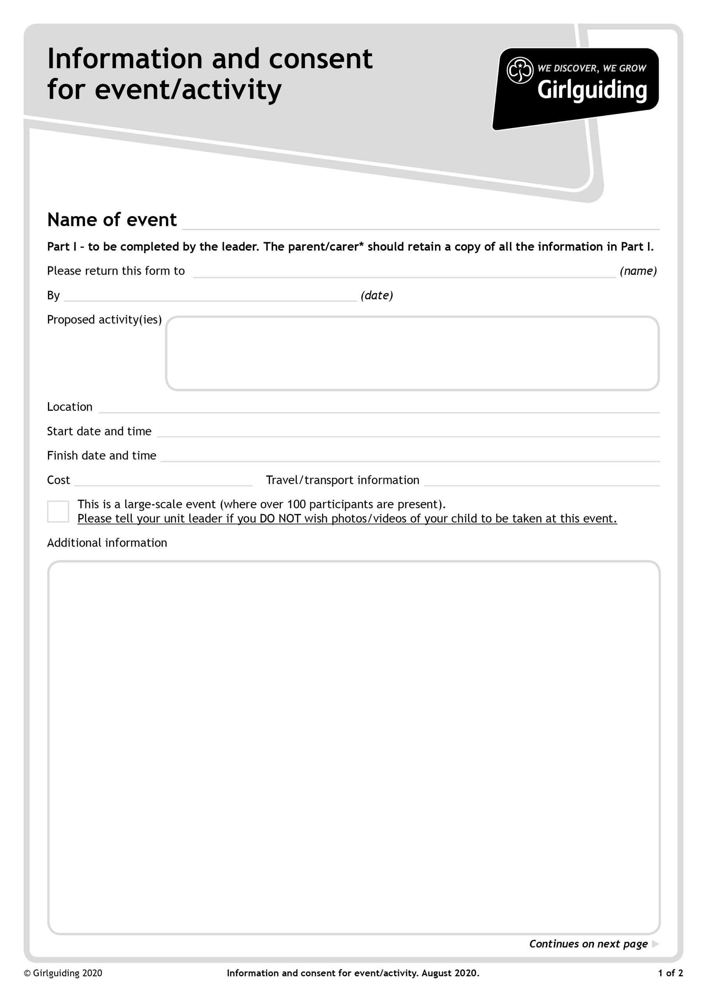 Information and consent
for event/activity
WE DISCOVER, WE GROW
Girlguiding
Name of event
Part I – to be completed by the leader. The parent/carer* should retain a copy of all the information in Part I.
Please return this form to (name)
By (date)
Proposed activity(ies)
Location
Start date and time
Finish date and time
Cost Travel/transport information
This is a large-scale event (where over 100 participants are present).
Please tell your unit leader if you DO NOT wish photos/videos of your child to be taken at this event.
Additional information
Continues on next page
© Girlguiding 2020 Information and consent for event/activity. August 2020. 1 of 2